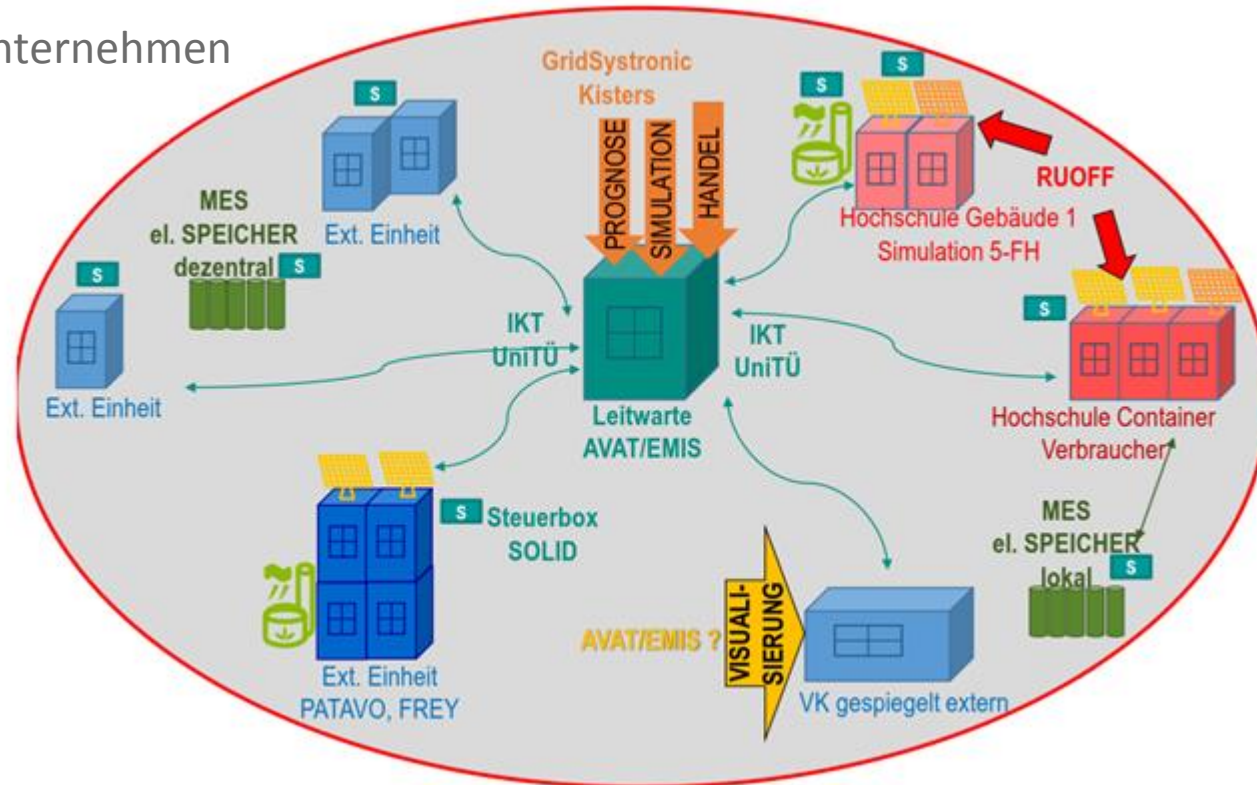 nternehmen
GridSystronic
Kisters
PROGNOSE
SIMULATION
HANDEL
S
S
S
RUOFF
Hochschule Gebäude 1
Simulation 5-FH
MES
el. SPEICHER
dezentral
S
Ext. Einheit
S
Ext. Einheit
IKT
UniTÜ
IKT
UniTÜ
Leitwarte
AVAT/EMIS
S
Hochschule Container
Verbraucher
S
Steuerbox
SOLID
Ext. Einheit
PATAVO, FREY
AVAT/EMIS ?
VISUALI-
SIERUNG
VK gespiegelt extern
MES
el. SPEICHER
lokal
S